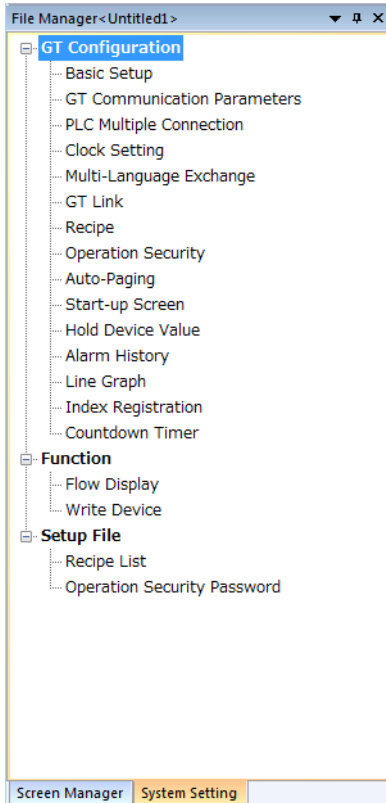 File Manager<Untitled1>
GT Configuration
Basic Setup
GT Communication Parameters
PLC Multiple Connection
Clock Setting
Multi-Language Exchange
GT Link
Recipe
Operation Security
Auto-Paging
Start-up Screen
Hold Device Value
Alarm History
Line Graph
Index Registration
Countdown Timer
Function
Flow Display
Write Device
Setup File
Recipe List
Operation Security Password
Screen Manager System Setting